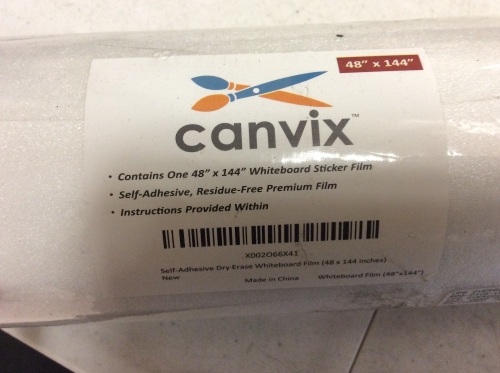 48” x 144”
canvix™
• Contains One 48” x 144” Whiteboard Sticker Film
• Self-Adhesive, Residue-Free Premium Film
• Instructions Provided Within
X002O66X41
Self-Adhesive Dry-Erase Whiteboard Film (48 x 144 inches)
New Made in China Whiteboard Film (48"x144")